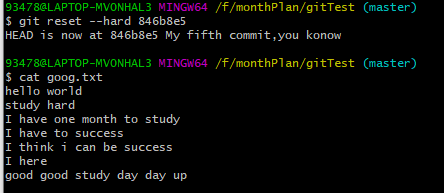 93478@LAPTOP-MVONHAL3 MINGW64 /f/monthPlan/gitTest (master)
$ git reset --hard 846b8e5
HEAD is now at 846b8e5 My fifth commit,you konow
93478@LAPTOP-MVONHAL3 MINGW64 /f/monthPlan/gitTest (master)
$ cat goog.txt
hello world
study hard
I have one month to study
I have to success
I think i can be success
I here
good good study day day up